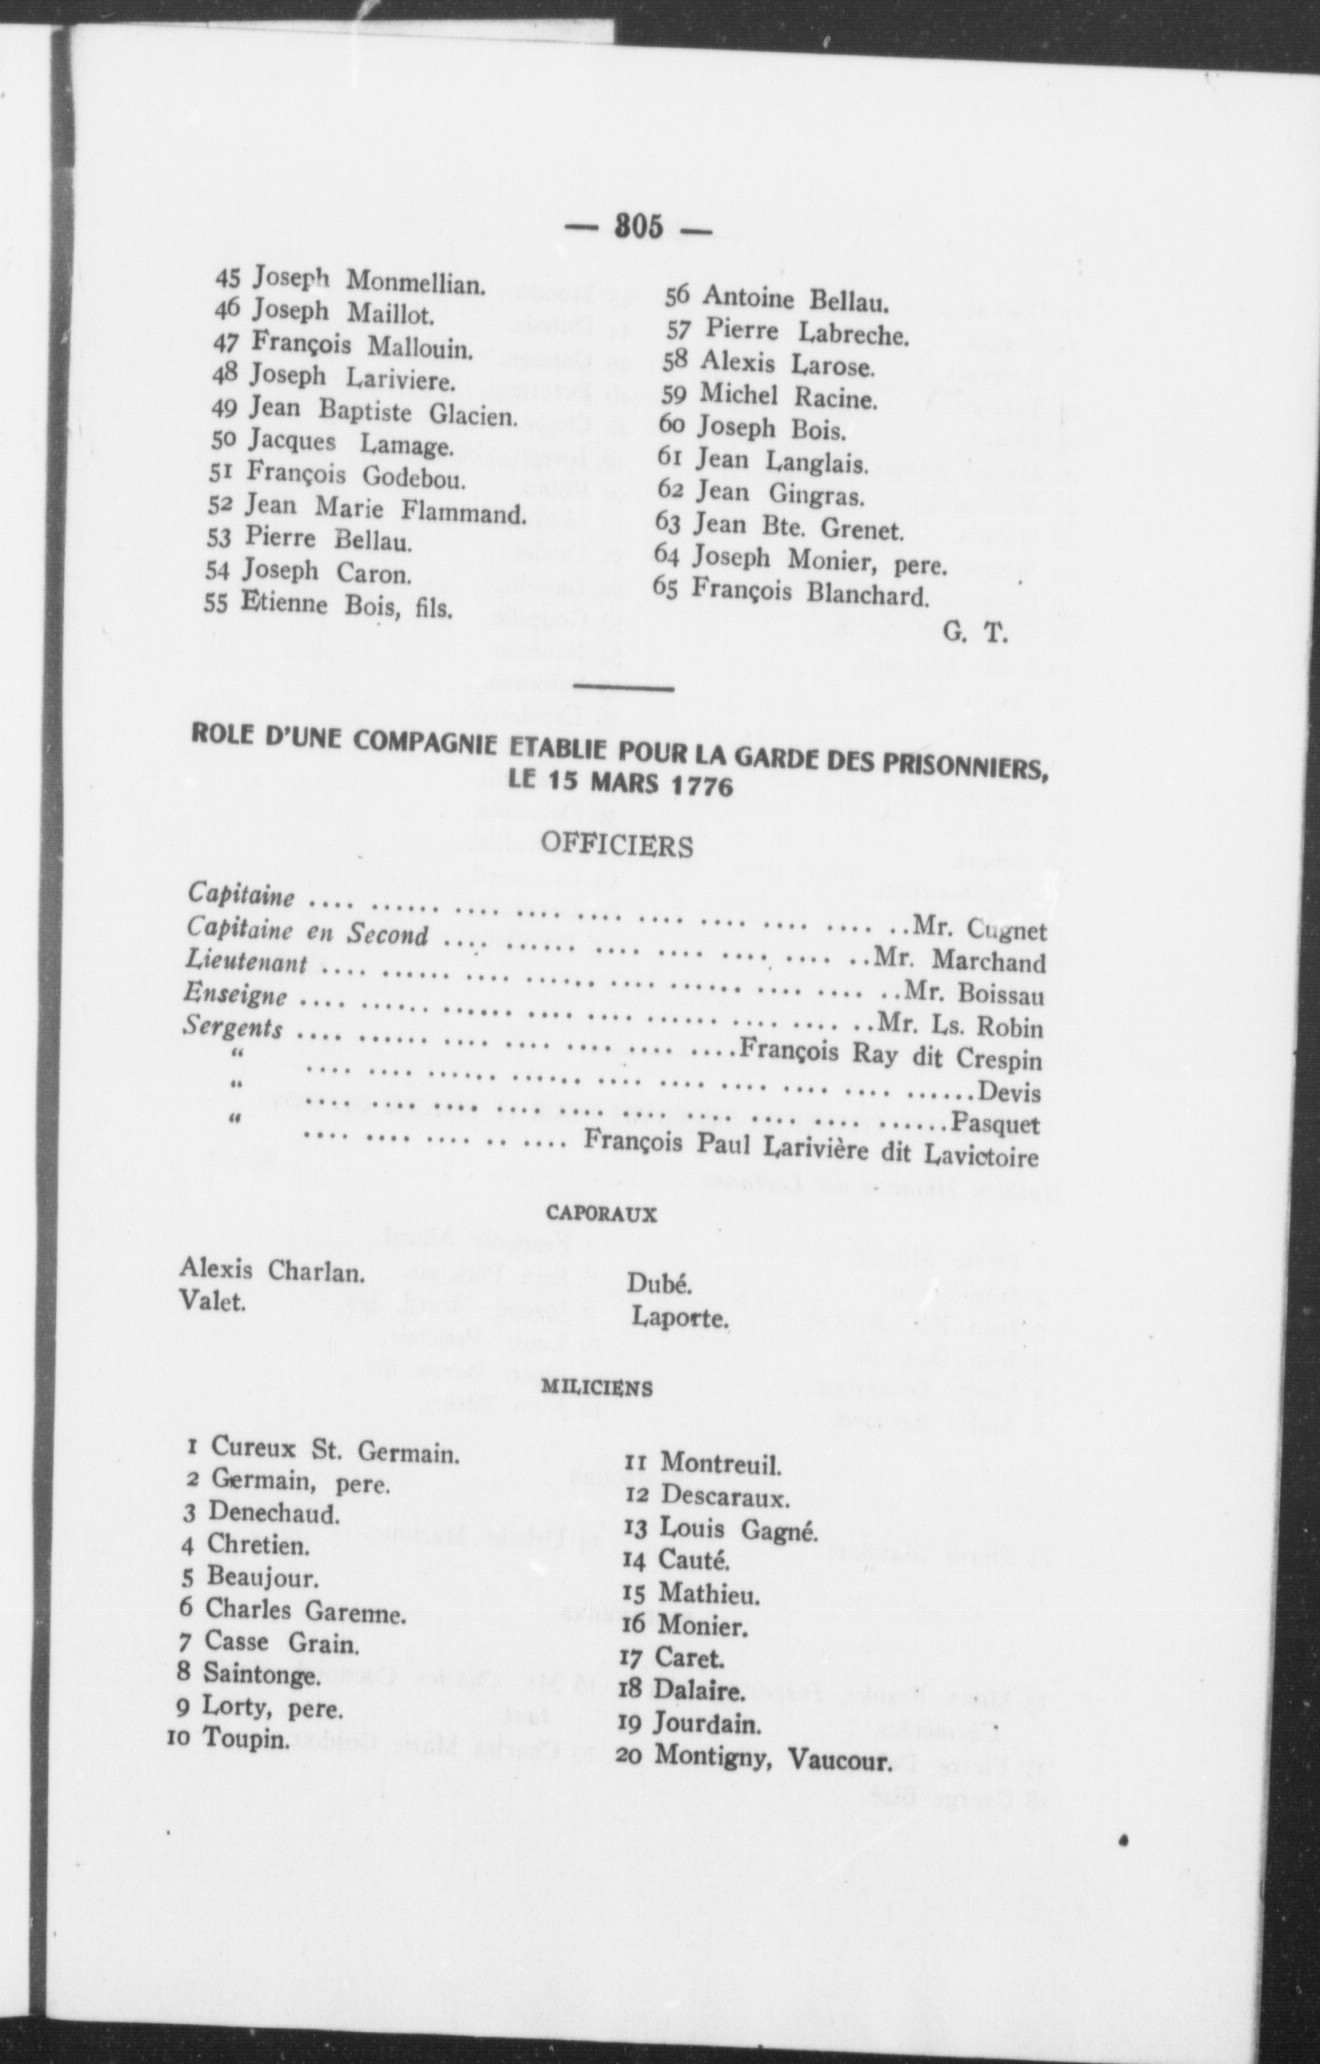 — 305 —
45 Joseph Monmellian.
46 Joseph Maillot.
47 François Mallouin.
48 Joseph Lariviere.
49 Jean Baptiste Glacien.
50 Jacques Lamage.
51 François Godebou.
52 Jean Marie Flammand.
53 Pierre Bellau.
54 Joseph Caron.
55 Etienne Bois, fils.
56 Antoine Bellau.
57 Pierre Labreche.
58 Alexis Larose.
59 Michel Racine.
60 Joseph Bois.
61 Jean Langlais.
62 Jean Gingras.
63 Jean Bte. Grenet.
64 Joseph Monier, pere.
65 François Blanchard.
G. T.
ROLE D'UNE COMPAGNIE ETABLIE POUR LA GARDE DES PRISONNIERS,
LE 15 MARS 1776
OFFICIERS
Capitaine .... ...... .... .... .... .... .... .... .... ..Mr. Cugnet
Capitaine en Second .... ...... .... .... .... .... ..Mr. Marchand
Lieutenant .... ...... .... ...... .... ...... .... .... ..Mr. Boissau
Enseigne .... ...... ...... .... .... ...... .... .... ..Mr. Ls. Robin
Sergents .... ...... .... .... .... .... ....François Ray dit Crespin
“ .... .... ...... ...... .... .... .... .... .... ......Devis
“ .... .... .... .... .... .... .... .... .... ......Pasquet
“ .... .... .... .. .... François Paul Larivière dit Lavictoire
CAPORAUX
Alexis Charlan.
Valet.
Dubé.
Laporte.
MILICIENS
1 Cureux St. Germain.
2 Germain, pere.
3 Denechaud.
4 Chretien.
5 Beaujour.
6 Charles Garenne.
7 Casse Grain.
8 Saintonge.
9 Lorty, pere.
10 Toupin.
11 Montreuil.
12 Descaraux.
13 Louis Gagné.
14 Cauté.
15 Mathieu.
16 Monier.
17 Caret.
18 Dalaire.
19 Jourdain.
20 Montigny, Vaucour.